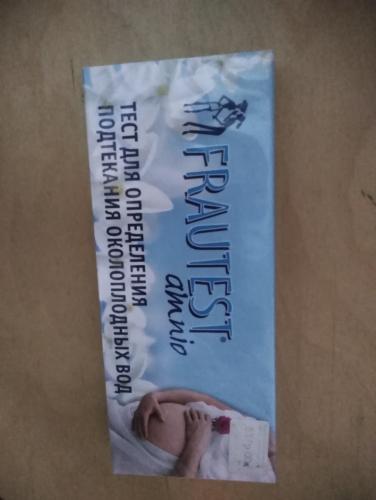 FRAUTEST®
amnio
ТЕСТ ДЛЯ ОПРЕДЕЛЕНИЯ
ПОДТЕКАНИЯ ОКОЛОПЛОДНЫХ ВОД